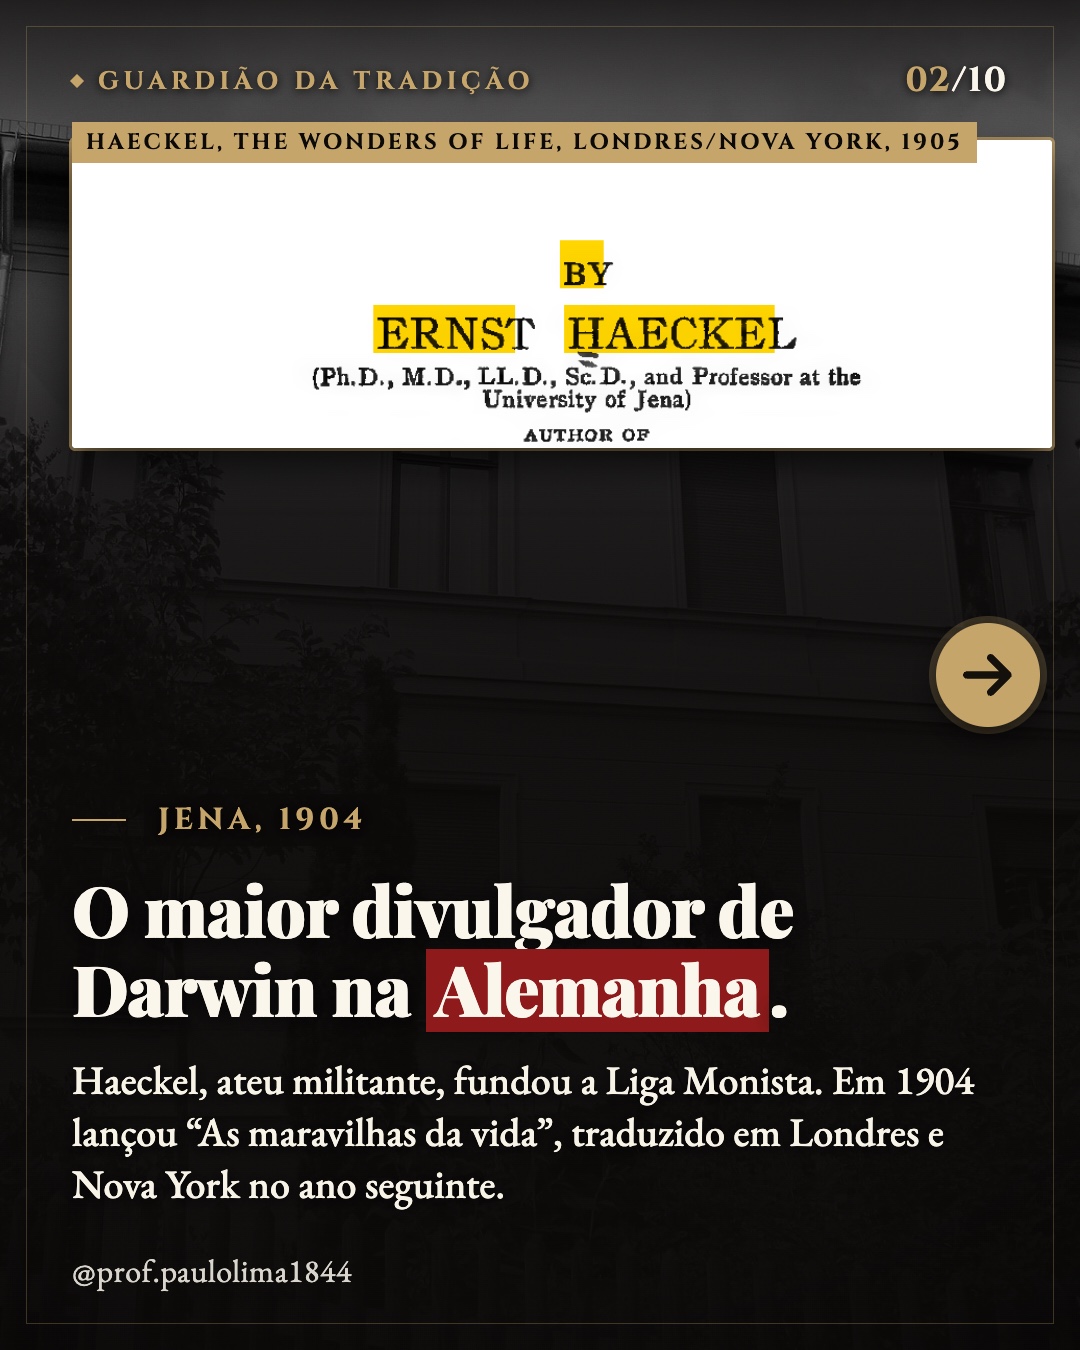 GUARDIÃO DA TRADIÇÃO
02/10
HAECKEL, THE WONDERS OF LIFE, LONDRES/NOVA YORK, 1905
BY
ERNST HAECKEL
(Ph.D., M.D., LL.D., Sc.D., and Professor at the
University of Jena)
AUTHOR OF
JENA, 1904
O maior divulgador de
Darwin na Alemanha.
Haeckel, ateu militante, fundou a Liga Monista. Em 1904
lançou “As maravilhas da vida”, traduzido em Londres e
Nova York no ano seguinte.
@prof.paulolima1844